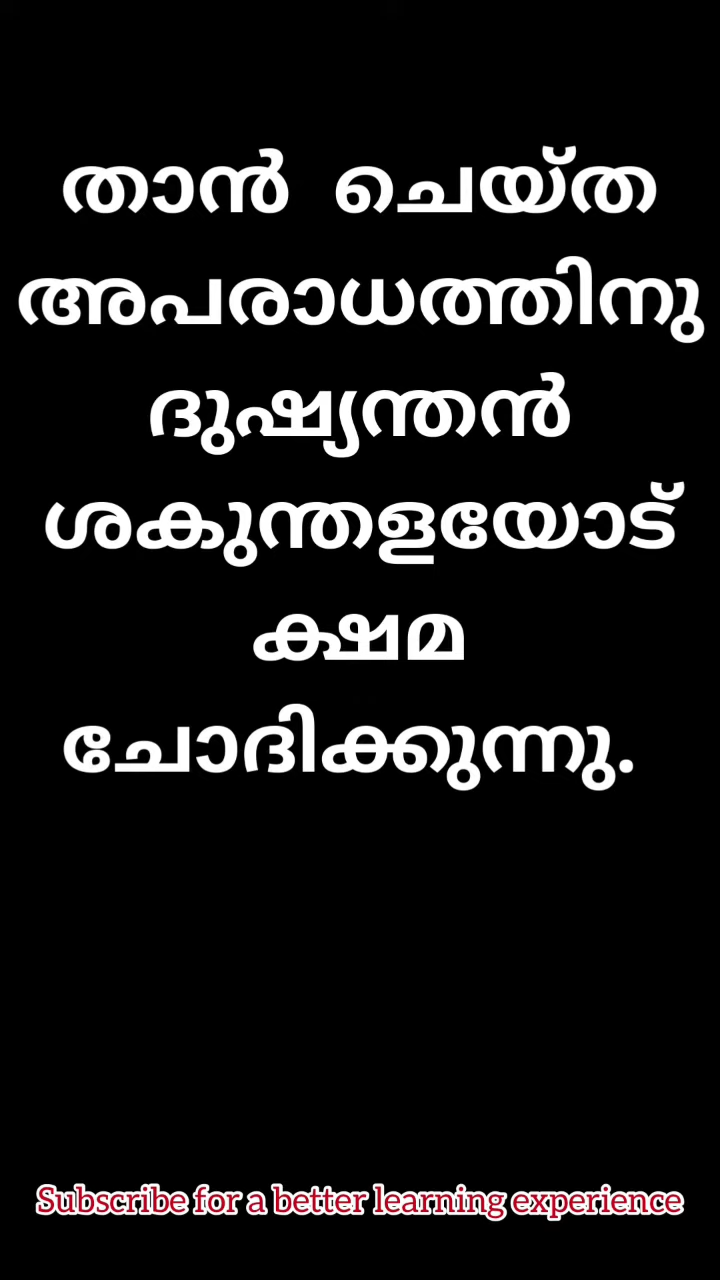 താൻ ചെയ്ത
അപരാധത്തിനു
ദുഷ്യന്തൻ
ശകുന്തളയോട്
ക്ഷമ
ചോദിക്കുന്നു.
Subscribe for a better learning experience